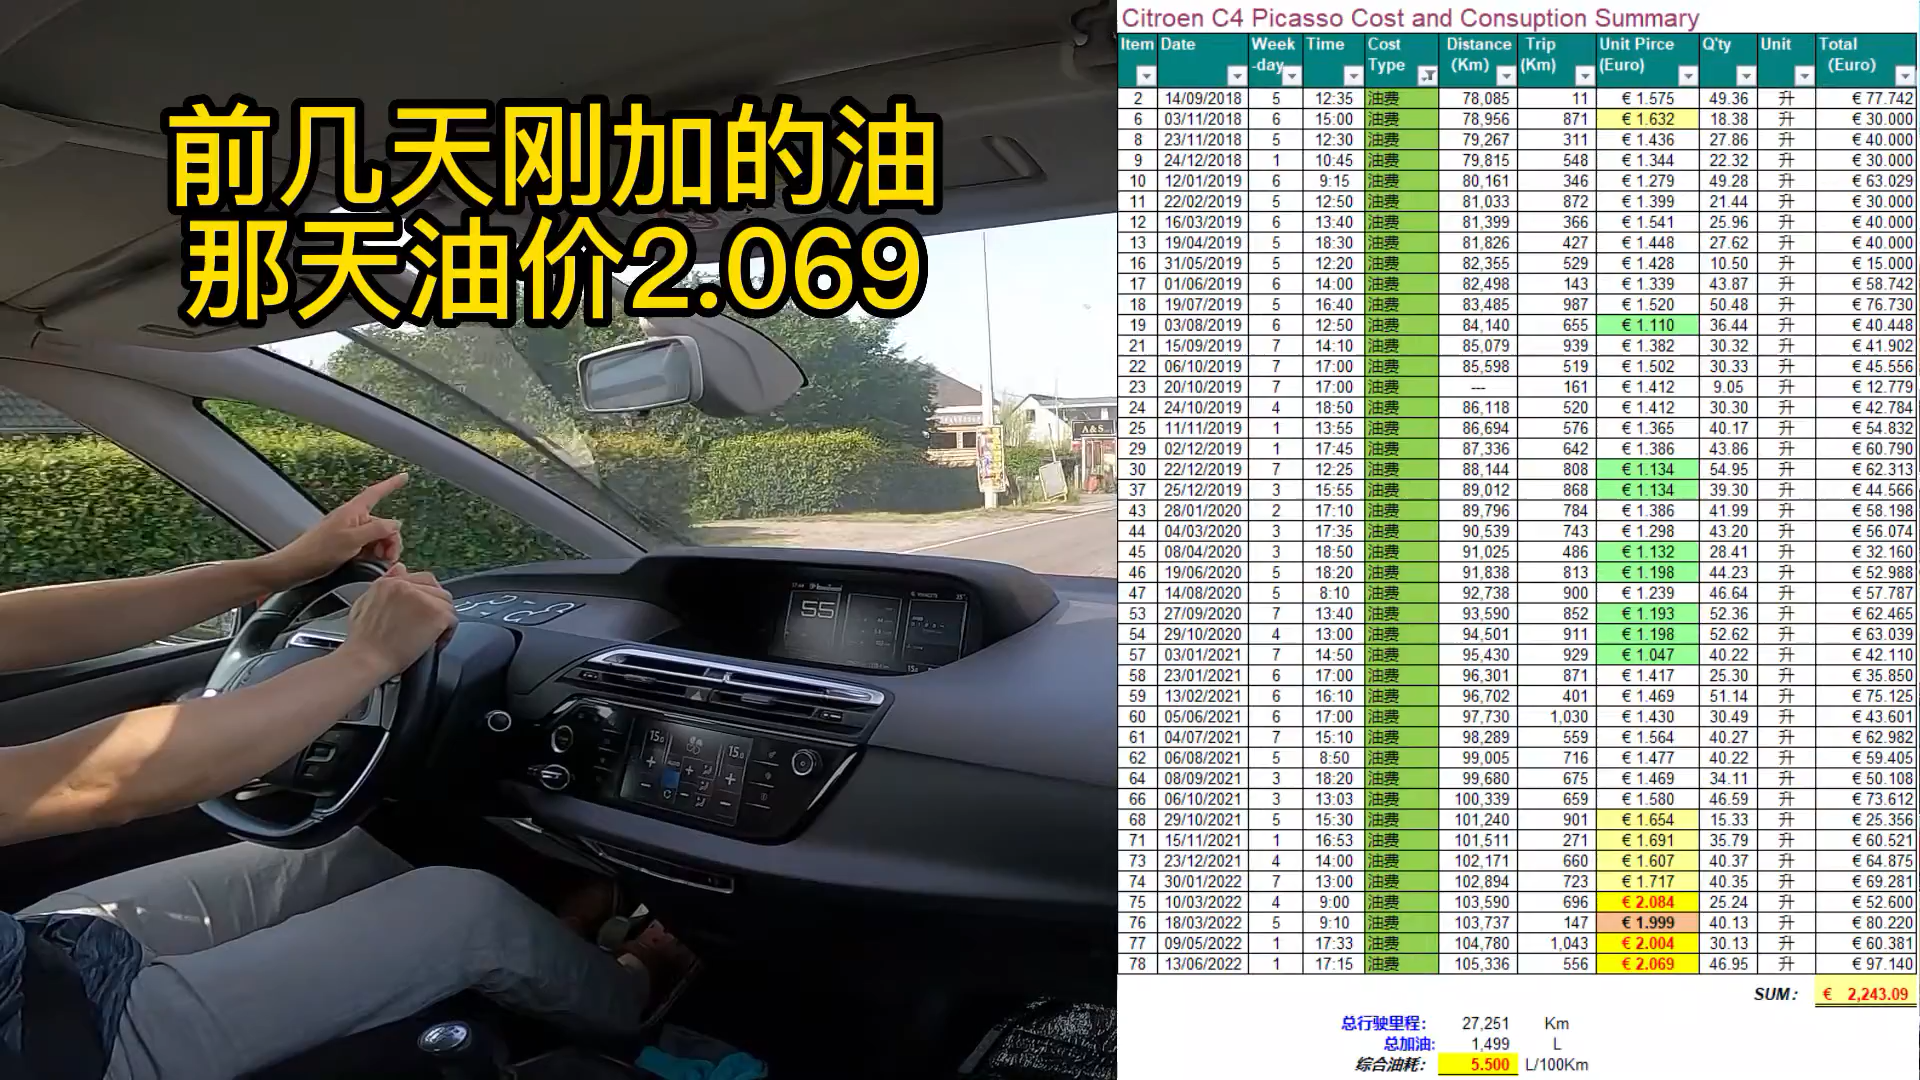 前几天刚加的油
那天油价2.069
A&S
55
15.0
15.0
Citroen C4 Picasso Cost and Consuption Summary
Item Date Week-day Time Cost Type Distance (Km) Trip (Km) Unit Pirce (Euro) Q'ty Unit Total (Euro)
2 14/09/2018 5 12:35 油费 78,085 11 € 1.575 49.36 升 € 77.742
6 03/11/2018 6 15:00 油费 78,956 871 € 1.632 18.38 升 € 30.000
8 23/11/2018 5 12:30 油费 79,267 311 € 1.436 27.86 升 € 40.000
9 24/12/2018 1 10:45 油费 79,815 548 € 1.344 22.32 升 € 30.000
10 12/01/2019 6 9:15 油费 80,161 346 € 1.279 49.28 升 € 63.029
11 22/02/2019 5 12:50 油费 81,033 872 € 1.399 21.44 升 € 30.000
12 16/03/2019 6 13:40 油费 81,399 366 € 1.541 25.96 升 € 40.000
13 19/04/2019 5 18:30 油费 81,826 427 € 1.448 27.62 升 € 40.000
16 31/05/2019 5 12:20 油费 82,355 529 € 1.428 10.50 升 € 15.000
17 01/06/2019 6 14:00 油费 82,498 143 € 1.339 43.87 升 € 58.742
18 19/07/2019 5 16:40 油费 83,485 987 € 1.520 50.48 升 € 76.730
19 03/08/2019 6 12:50 油费 84,140 655 € 1.110 36.44 升 € 40.448
21 15/09/2019 7 14:10 油费 85,079 939 € 1.382 30.32 升 € 41.902
22 06/10/2019 7 17:00 油费 85,598 519 € 1.502 30.33 升 € 45.556
23 20/10/2019 7 17:00 油费 --- 161 € 1.412 9.05 升 € 12.779
24 24/10/2019 4 18:50 油费 86,118 520 € 1.412 30.30 升 € 42.784
25 11/11/2019 1 13:55 油费 86,694 576 € 1.365 40.17 升 € 54.832
29 02/12/2019 1 17:45 油费 87,336 642 € 1.386 43.86 升 € 60.790
30 22/12/2019 7 12:25 油费 88,144 808 € 1.134 54.95 升 € 62.313
37 25/12/2019 3 15:55 油费 89,012 868 € 1.134 39.30 升 € 44.566
43 28/01/2020 2 17:10 油费 89,796 784 € 1.386 41.99 升 € 58.198
44 04/03/2020 3 17:35 油费 90,539 743 € 1.298 43.20 升 € 56.074
45 08/04/2020 3 18:50 油费 91,025 486 € 1.132 28.41 升 € 32.160
46 19/06/2020 5 18:20 油费 91,838 813 € 1.198 44.23 升 € 52.988
47 14/08/2020 5 8:10 油费 92,738 900 € 1.239 46.64 升 € 57.787
53 27/09/2020 7 13:40 油费 93,590 852 € 1.193 52.36 升 € 62.465
54 29/10/2020 4 13:00 油费 94,501 911 € 1.198 52.62 升 € 63.039
57 03/01/2021 7 14:50 油费 95,430 929 € 1.047 40.22 升 € 42.110
58 23/01/2021 6 17:00 油费 96,301 871 € 1.417 25.30 升 € 35.850
59 13/02/2021 6 16:10 油费 96,702 401 € 1.469 51.14 升 € 75.125
60 05/06/2021 6 17:00 油费 97,730 1,030 € 1.430 30.49 升 € 43.601
61 04/07/2021 7 15:10 油费 98,289 559 € 1.564 40.27 升 € 62.982
62 06/08/2021 5 8:50 油费 99,005 716 € 1.477 40.22 升 € 59.405
64 08/09/2021 3 18:20 油费 99,680 675 € 1.469 34.11 升 € 50.108
66 06/10/2021 3 13:03 油费 100,339 659 € 1.580 46.59 升 € 73.612
68 29/10/2021 5 15:30 油费 101,240 901 € 1.654 15.33 升 € 25.356
71 15/11/2021 1 16:53 油费 101,511 271 € 1.691 35.79 升 € 60.521
73 23/12/2021 4 14:00 油费 102,171 660 € 1.607 40.37 升 € 64.875
74 30/01/2022 7 13:00 油费 102,894 723 € 1.717 40.35 升 € 69.281
75 10/03/2022 4 9:00 油费 103,590 696 € 2.084 25.24 升 € 52.600
76 18/03/2022 5 9:10 油费 103,737 147 € 1.999 40.13 升 € 80.220
77 09/05/2022 1 17:33 油费 104,780 1,043 € 2.004 30.13 升 € 60.381
78 13/06/2022 1 17:15 油费 105,336 556 € 2.069 46.95 升 € 97.140
SUM: € 2,243.09
总行驶里程: 27,251 Km
总加油: 1,499 L
综合油耗: 5.500 L/100Km